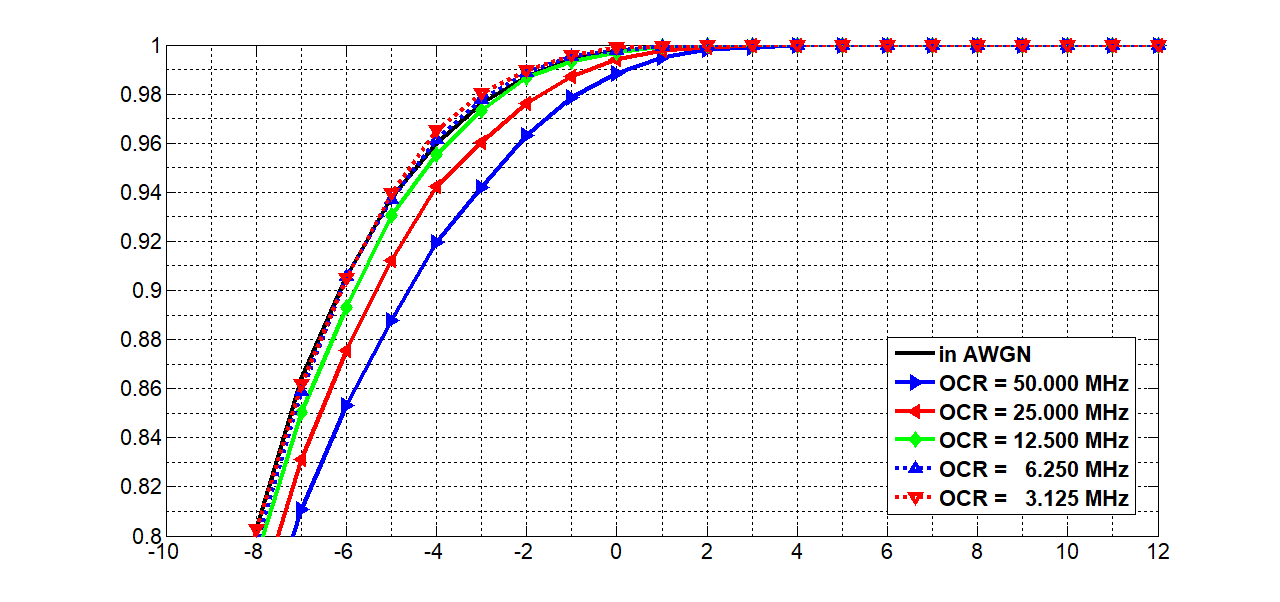 1
0.98
0.96
0.94
0.92
0.9
0.88
0.86
0.84
0.82
0.8
-10 -8 -6 -4 -2 0 2 4 6 8 10 12
in AWGN
OCR = 50.000 MHz
OCR = 25.000 MHz
OCR = 12.500 MHz
OCR = 6.250 MHz
OCR = 3.125 MHz